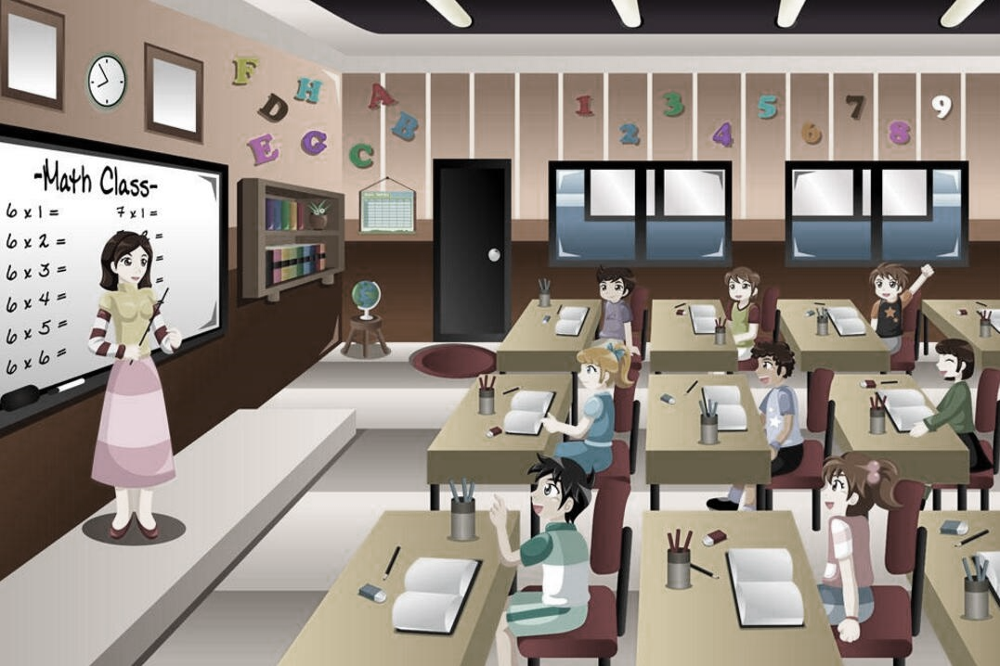 F H A
D B
E C C
1 2 3 4 5 6 7 8 9
-Math Class-
6 x 1 = 7 x 1 =
6 x 2 = =
6 x 3 = =
6 x 4 = =
6 x 5 =
6 x 6 =